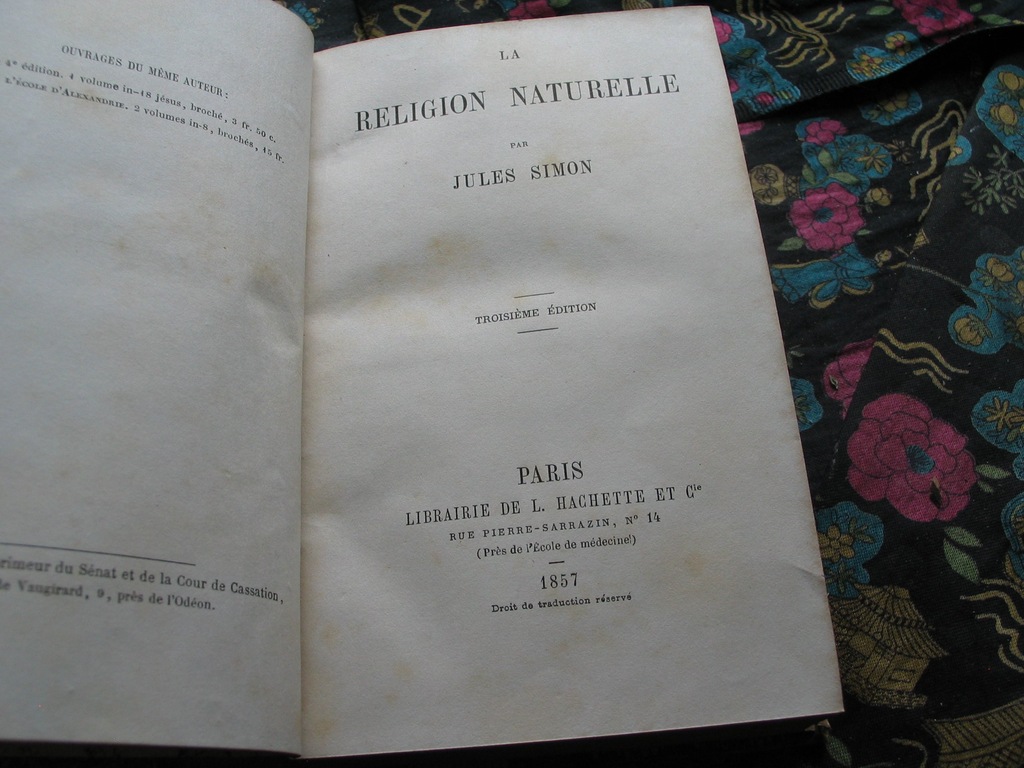 OUVRAGES DU MÊME AUTEUR :
4e édition. 1 volume in-18 jésus, broché, 3 fr. 50 c.
L'ÉCOLE D'ALEXANDRIE. 2 volumes in-8, brochés, 15 fr.
du Sénat et de la Cour de Cassation,
Vaugirard, 9, près de l'Odéon.
LA
RELIGION NATURELLE
PAR
JULES SIMON
TROISIÈME ÉDITION
PARIS
LIBRAIRIE DE L. HACHETTE ET Cie
RUE PIERRE-SARRAZIN, N° 14
(Près de l'École de médecine)
1857
Droit de traduction réservé